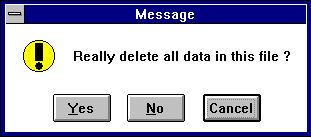 Message
Really delete all data in this file ?
Yes
No
Cancel